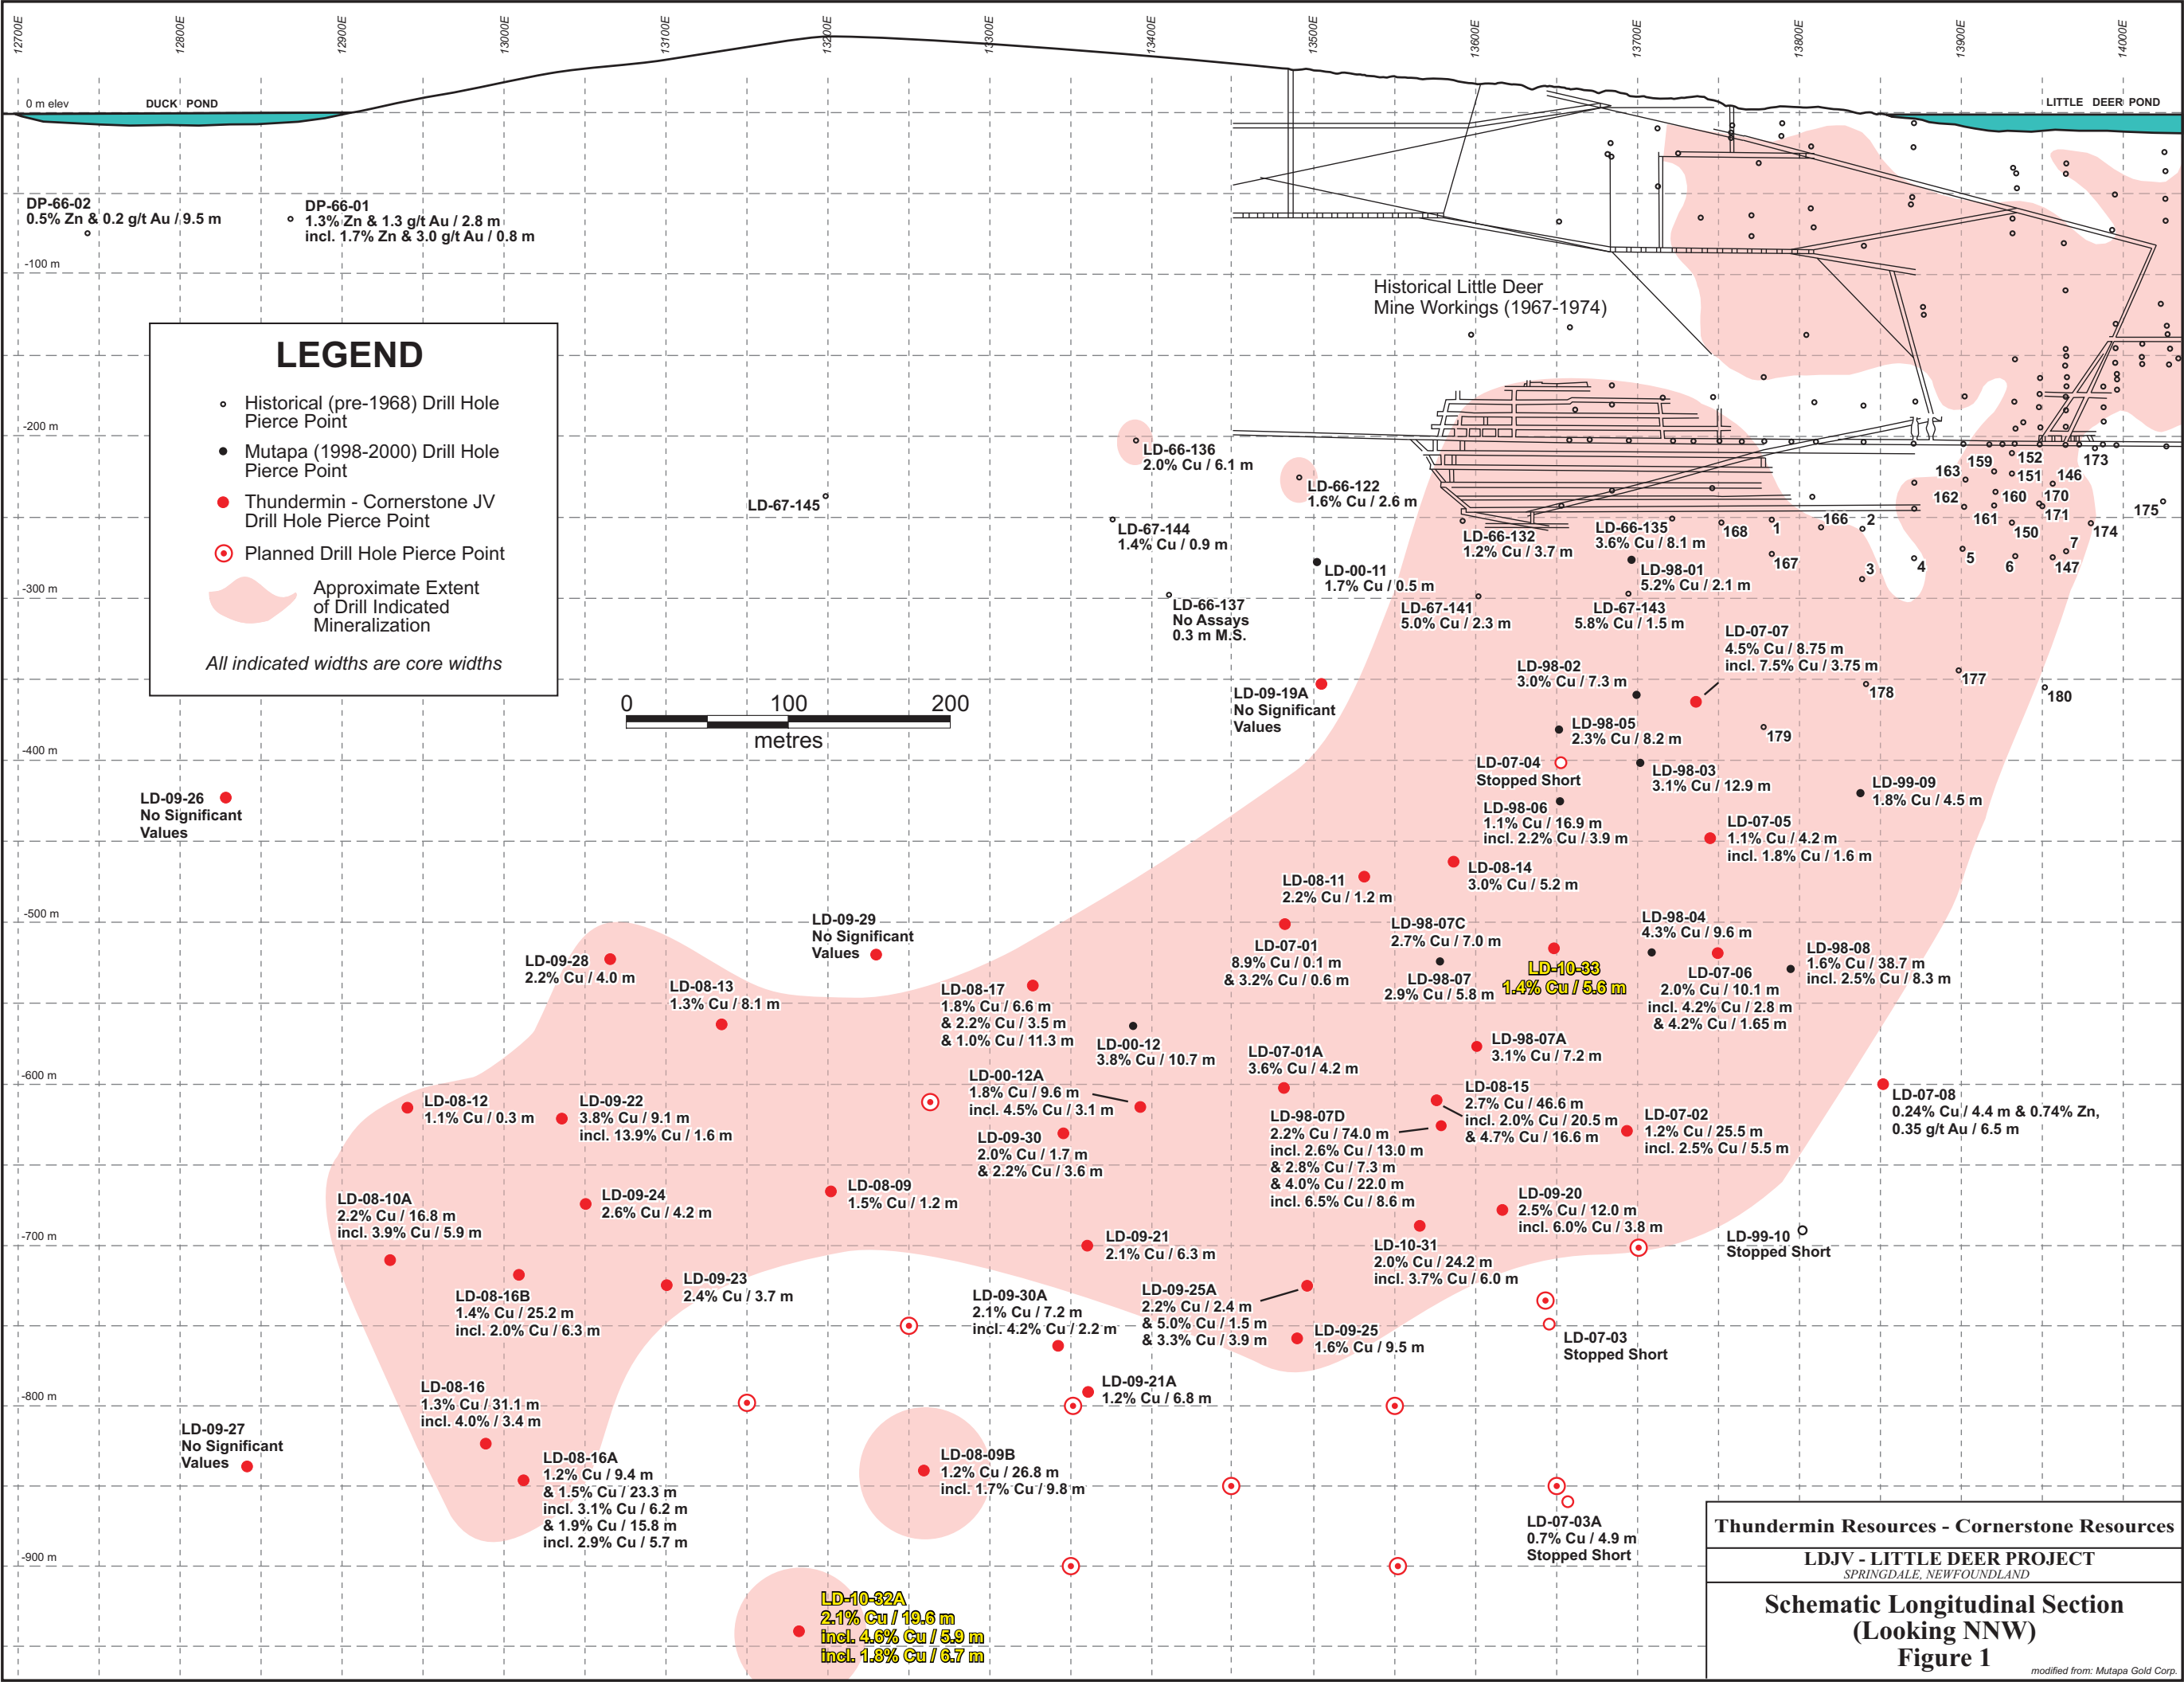 12700E
12800E
12900E
13000E
13100E
13200E
13300E
13400E
13500E
13600E
13700E
13800E
13900E
14000E
0 m elev
DUCK POND
LITTLE DEER POND
DP-66-02
0.5% Zn & 0.2 g/t Au / 9.5 m
DP-66-01
1.3% Zn & 1.3 g/t Au / 2.8 m
incl. 1.7% Zn & 3.0 g/t Au / 0.8 m
-100 m
Historical Little Deer
Mine Workings (1967-1974)
LEGEND
Historical (pre-1968) Drill Hole
Pierce Point
Mutapa (1998-2000) Drill Hole
Pierce Point
Thundermin - Cornerstone JV
Drill Hole Pierce Point
Planned Drill Hole Pierce Point
Approximate Extent
of Drill Indicated
Mineralization
All indicated widths are core widths
0 100 200
metres
-200 m
LD-66-136
2.0% Cu / 6.1 m
LD-66-122
1.6% Cu / 2.6 m
LD-67-145
LD-67-144
1.4% Cu / 0.9 m
LD-66-132
1.2% Cu / 3.7 m
LD-66-135
3.6% Cu / 8.1 m
168
1
166
2
167
3
4
163
159
162
161
160
152
151
150
146
170
171
173
174
175
5
6
7
147
LD-00-11
1.7% Cu / 0.5 m
LD-98-01
5.2% Cu / 2.1 m
-300 m
LD-66-137
No Assays
0.3 m M.S.
LD-67-141
5.0% Cu / 2.3 m
LD-67-143
5.8% Cu / 1.5 m
LD-07-07
4.5% Cu / 8.75 m
incl. 7.5% Cu / 3.75 m
LD-98-02
3.0% Cu / 7.3 m
177
178
180
179
LD-09-19A
No Significant
Values
LD-98-05
2.3% Cu / 8.2 m
-400 m
LD-07-04
Stopped Short
LD-98-03
3.1% Cu / 12.9 m
LD-99-09
1.8% Cu / 4.5 m
LD-09-26
No Significant
Values
LD-98-06
1.1% Cu / 16.9 m
incl. 2.2% Cu / 3.9 m
LD-07-05
1.1% Cu / 4.2 m
incl. 1.8% Cu / 1.6 m
LD-08-14
3.0% Cu / 5.2 m
LD-08-11
2.2% Cu / 1.2 m
-500 m
LD-09-29
No Significant
Values
LD-07-01
8.9% Cu / 0.1 m
& 3.2% Cu / 0.6 m
LD-98-07C
2.7% Cu / 7.0 m
LD-98-07
2.9% Cu / 5.8 m
LD-10-33
1.4% Cu / 5.6 m
LD-98-04
4.3% Cu / 9.6 m
LD-07-06
2.0% Cu / 10.1 m
incl. 4.2% Cu / 2.8 m
& 4.2% Cu / 1.65 m
LD-98-08
1.6% Cu / 38.7 m
incl. 2.5% Cu / 8.3 m
LD-09-28
2.2% Cu / 4.0 m
LD-08-13
1.3% Cu / 8.1 m
LD-08-17
1.8% Cu / 6.6 m
& 2.2% Cu / 3.5 m
& 1.0% Cu / 11.3 m
LD-00-12
3.8% Cu / 10.7 m
LD-07-01A
3.6% Cu / 4.2 m
LD-98-07A
3.1% Cu / 7.2 m
-600 m
LD-08-12
1.1% Cu / 0.3 m
LD-09-22
3.8% Cu / 9.1 m
incl. 13.9% Cu / 1.6 m
LD-00-12A
1.8% Cu / 9.6 m
incl. 4.5% Cu / 3.1 m
LD-09-30
2.0% Cu / 1.7 m
& 2.2% Cu / 3.6 m
LD-98-07D
2.2% Cu / 74.0 m
incl. 2.6% Cu / 13.0 m
& 2.8% Cu / 7.3 m
& 4.0% Cu / 22.0 m
incl. 6.5% Cu / 8.6 m
LD-08-15
2.7% Cu / 46.6 m
incl. 2.0% Cu / 20.5 m
& 4.7% Cu / 16.6 m
LD-07-02
1.2% Cu / 25.5 m
incl. 2.5% Cu / 5.5 m
LD-07-08
0.24% Cu / 4.4 m & 0.74% Zn,
0.35 g/t Au / 6.5 m
LD-08-10A
2.2% Cu / 16.8 m
incl. 3.9% Cu / 5.9 m
LD-09-24
2.6% Cu / 4.2 m
LD-08-09
1.5% Cu / 1.2 m
LD-09-20
2.5% Cu / 12.0 m
incl. 6.0% Cu / 3.8 m
-700 m
LD-09-21
2.1% Cu / 6.3 m
LD-10-31
2.0% Cu / 24.2 m
incl. 3.7% Cu / 6.0 m
LD-99-10
Stopped Short
LD-08-16B
1.4% Cu / 25.2 m
incl. 2.0% Cu / 6.3 m
LD-09-23
2.4% Cu / 3.7 m
LD-09-30A
2.1% Cu / 7.2 m
incl. 4.2% Cu / 2.2 m
LD-09-25A
2.2% Cu / 2.4 m
& 5.0% Cu / 1.5 m
& 3.3% Cu / 3.9 m
LD-09-25
1.6% Cu / 9.5 m
LD-07-03
Stopped Short
-800 m
LD-08-16
1.3% Cu / 31.1 m
incl. 4.0% / 3.4 m
LD-09-21A
1.2% Cu / 6.8 m
LD-09-27
No Significant
Values
LD-08-16A
1.2% Cu / 9.4 m
& 1.5% Cu / 23.3 m
incl. 3.1% Cu / 6.2 m
& 1.9% Cu / 15.8 m
incl. 2.9% Cu / 5.7 m
LD-08-09B
1.2% Cu / 26.8 m
incl. 1.7% Cu / 9.8 m
LD-07-03A
0.7% Cu / 4.9 m
Stopped Short
-900 m
LD-10-32A
2.1% Cu / 19.6 m
incl. 4.6% Cu / 5.9 m
incl. 1.8% Cu / 6.7 m
Thundermin Resources - Cornerstone Resources
LDJV - LITTLE DEER PROJECT
SPRINGDALE, NEWFOUNDLAND
Schematic Longitudinal Section
(Looking NNW)
Figure 1
modified from: Mutapa Gold Corp.